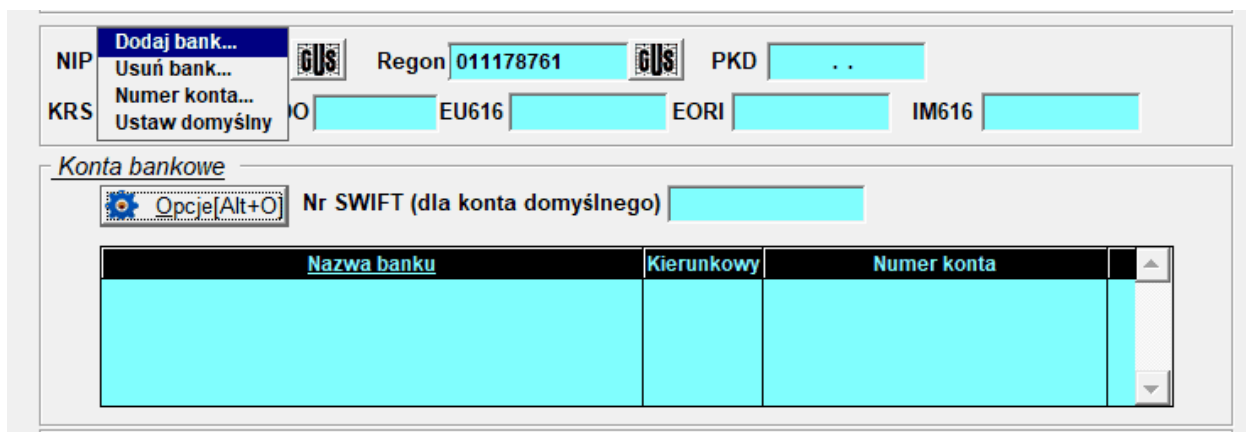 NIP Dodaj bank... GUS Regon 011178761 GUS PKD . .
Usuń bank...
Numer konta...
KRS Ustaw domyślny DO EU616 EORI IM616
Konta bankowe
Opcje[Alt+O] Nr SWIFT (dla konta domyślnego)
Nazwa banku Kierunkowy Numer konta